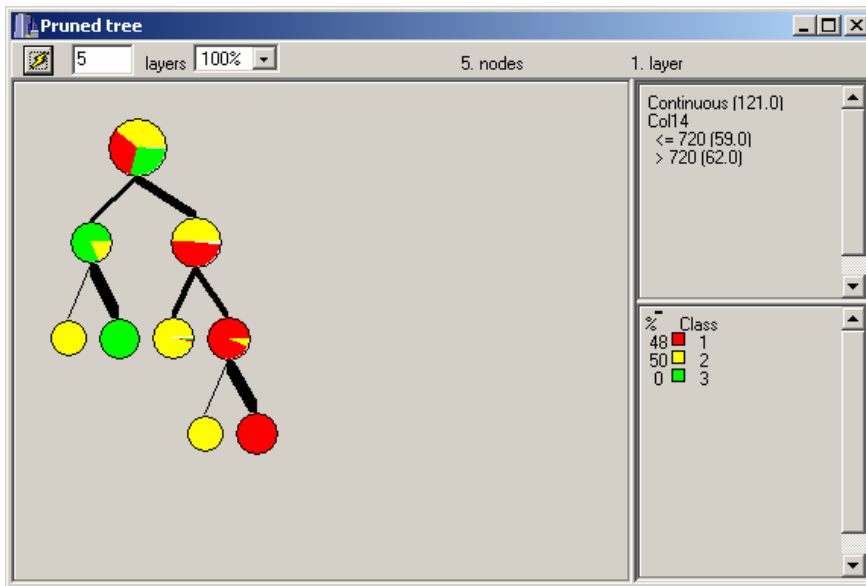 Pruned tree
5 layers 100% 5. nodes 1. layer
Continuous (121.0)
Col14
<= 720 (59.0)
> 720 (62.0)
% Class
48 1
50 2
0 3